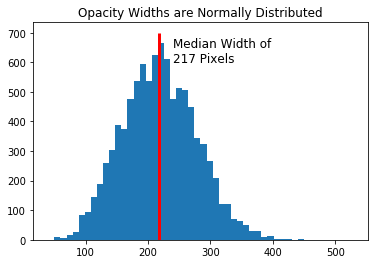 Opacity Widths are Normally Distributed
700
600
500
400
300
200
100
0
Median Width of
217 Pixels
100 200 300 400 500